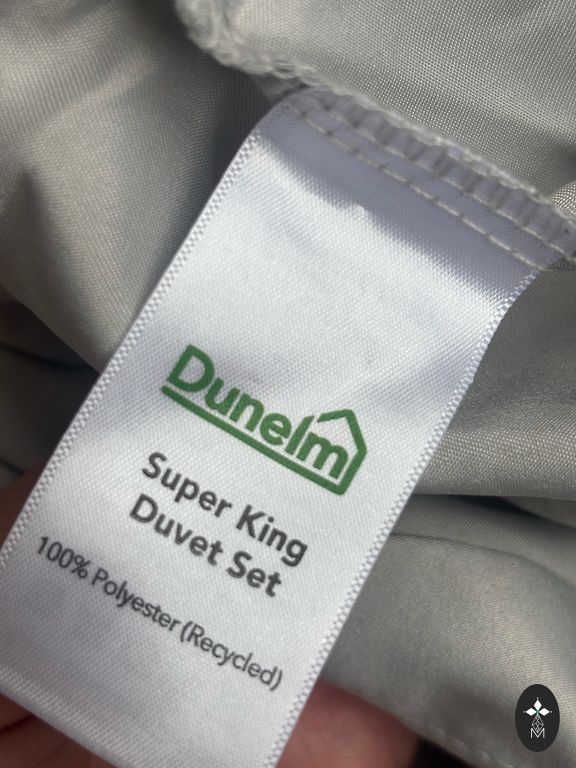 Dunelm
Super King
Duvet Set
100% Polyester (Recycled)
M